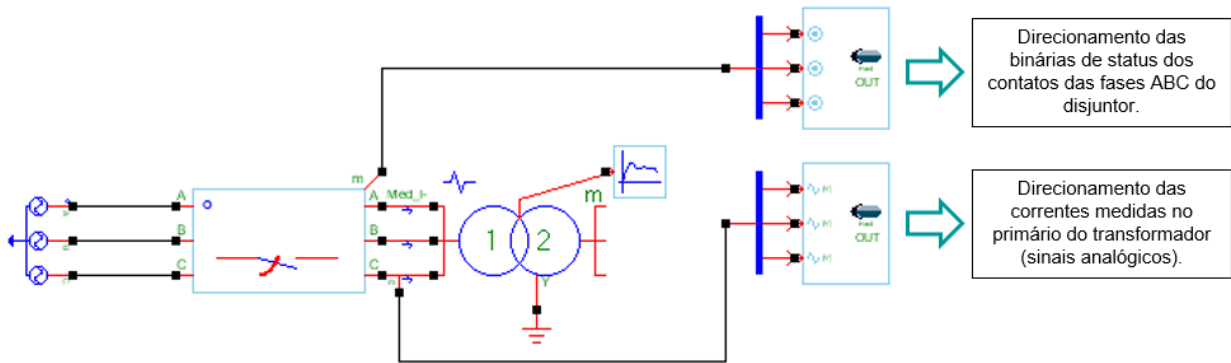 Direcionamento das
binárias de status dos
contatos das fases ABC do
disjuntor.
OUT
m
A
A
Med_I-
m
B
B
1
2
C
C
Y
M
M
M
OUT
Direcionamento das
correntes medidas no
primário do transformador
(sinais analógicos).